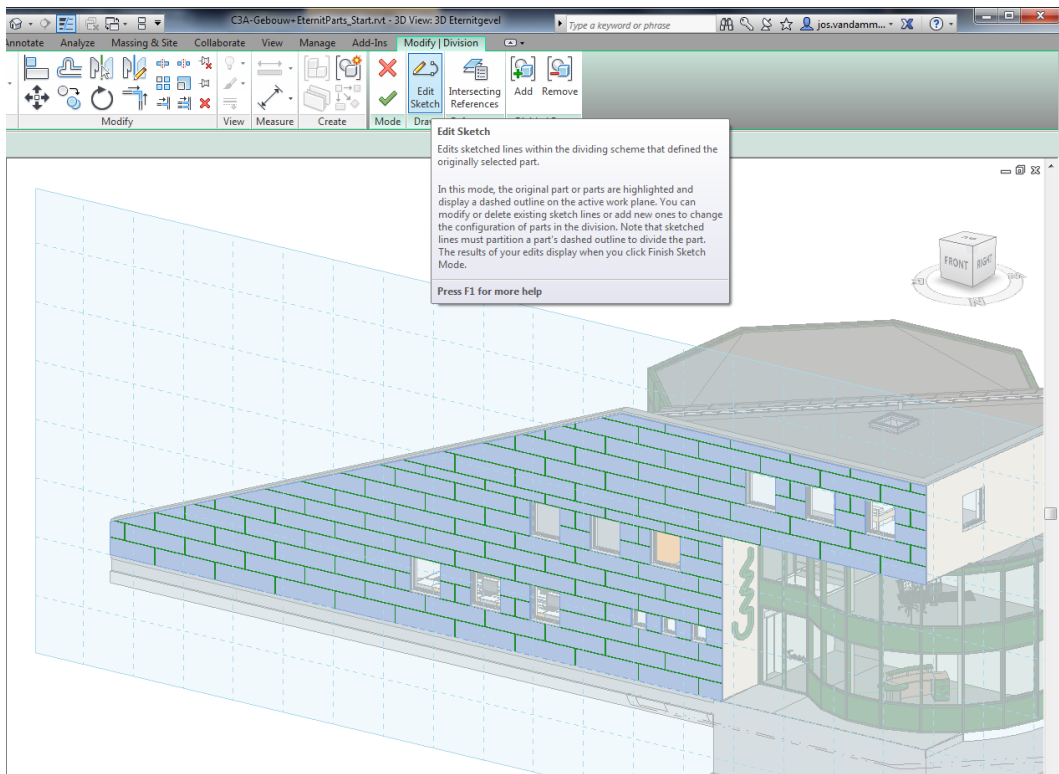 C3A-Gebouw+EternitParts_Start.rvt - 3D View: 3D Eternitgevel
Type a keyword or phrase
jos.vandamm...
Annotate Analyze Massing & Site Collaborate View Manage Add-Ins Modify | Division
Edit Sketch
Intersecting References
Add Remove
Modify View Measure Create Mode
Edit Sketch
Edits sketched lines within the dividing scheme that defined the
originally selected part.
In this mode, the original part or parts are highlighted and
display a dashed outline on the active work plane. You can
modify or delete existing sketch lines or add new ones to change
the configuration of parts in the division. Note that sketched
lines must partition a part's dashed outline to divide the part.
The results of your edits display when you click Finish Sketch
Mode.
Press F1 for more help
FRONT RIGHT